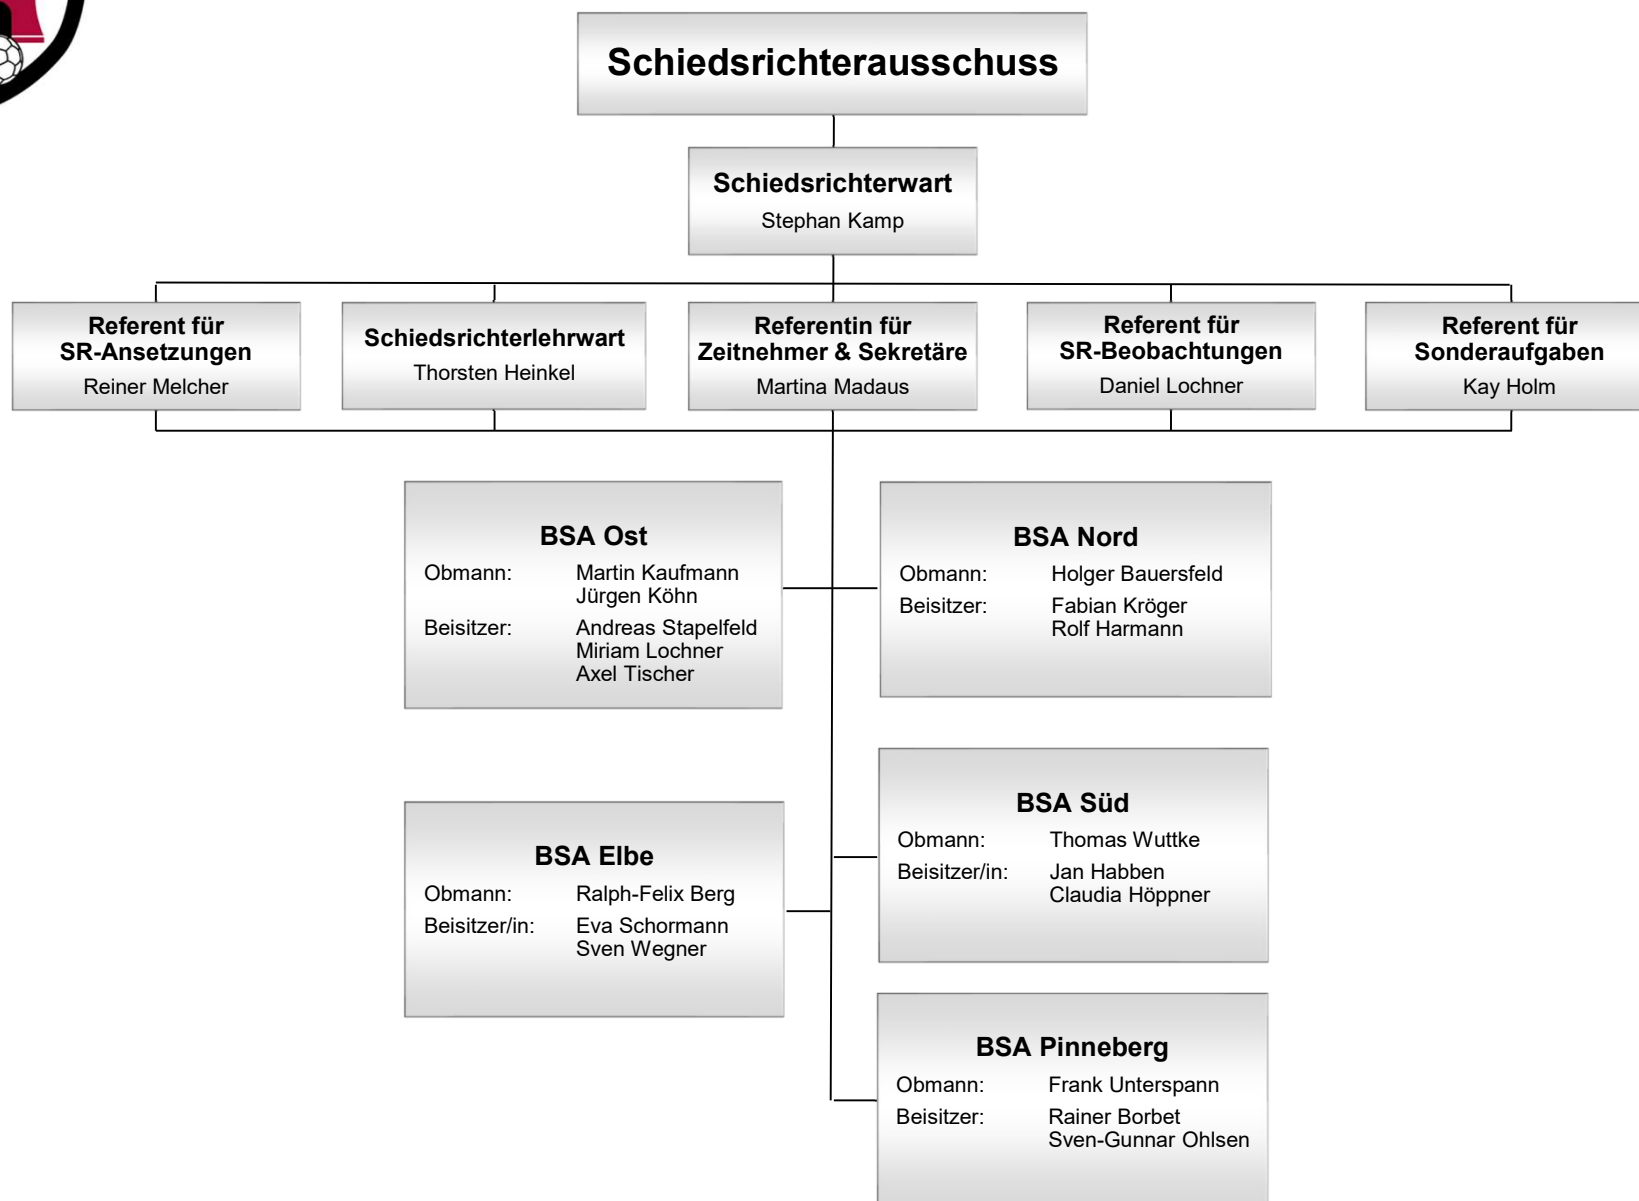 Schiedsrichterausschuss
Schiedsrichterwart
Stephan Kamp
Referent für
SR-Ansetzungen
Reiner Melcher
Schiedsrichterlehrwart
Thorsten Heinkel
Referentin für
Zeitnehmer & Sekretäre
Martina Madaus
Referent für
SR-Beobachtungen
Daniel Lochner
Referent für
Sonderaufgaben
Kay Holm
BSA Ost
Obmann: Martin Kaufmann
Jürgen Köhn
Beisitzer: Andreas Stapelfeld
Miriam Lochner
Axel Tischer
BSA Nord
Obmann: Holger Bauersfeld
Beisitzer: Fabian Kröger
Rolf Harmann
BSA Elbe
Obmann: Ralph-Felix Berg
Beisitzer/in: Eva Schormann
Sven Wegner
BSA Süd
Obmann: Thomas Wuttke
Beisitzer/in: Jan Habben
Claudia Höppner
BSA Pinneberg
Obmann: Frank Unterspann
Beisitzer: Rainer Borbet
Sven-Gunnar Ohlsen